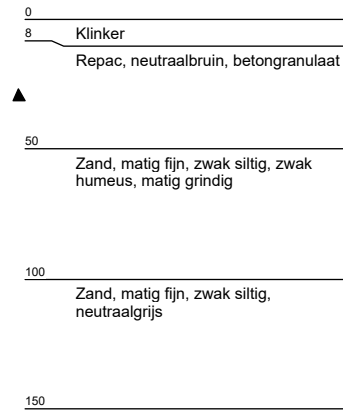 0
8
Klinker
Repac, neutraalbruin, betongranulaat
50
Zand, matig fijn, zwak siltig, zwak
humeus, matig grindig
100
Zand, matig fijn, zwak siltig,
neutraalgrijs
150